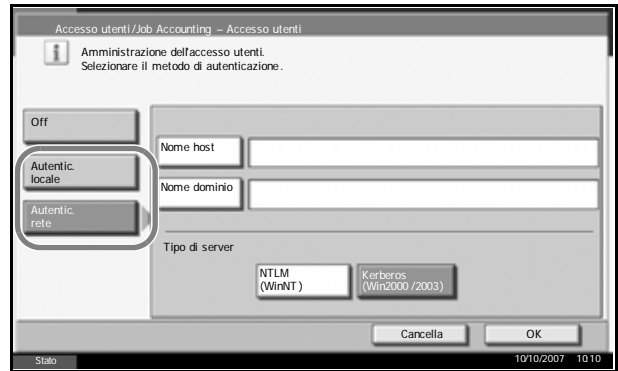 Accesso utenti/Job Accounting – Accesso utenti
Amministrazione dell'accesso utenti.
Selezionare il metodo di autenticazione.
Off
Autentic.
locale
Autentic.
rete
Nome host
Nome dominio
Tipo di server
NTLM
(WinNT)
Kerberos
(Win2000/2003)
Cancella
OK
Stato
10/10/2007 10:10